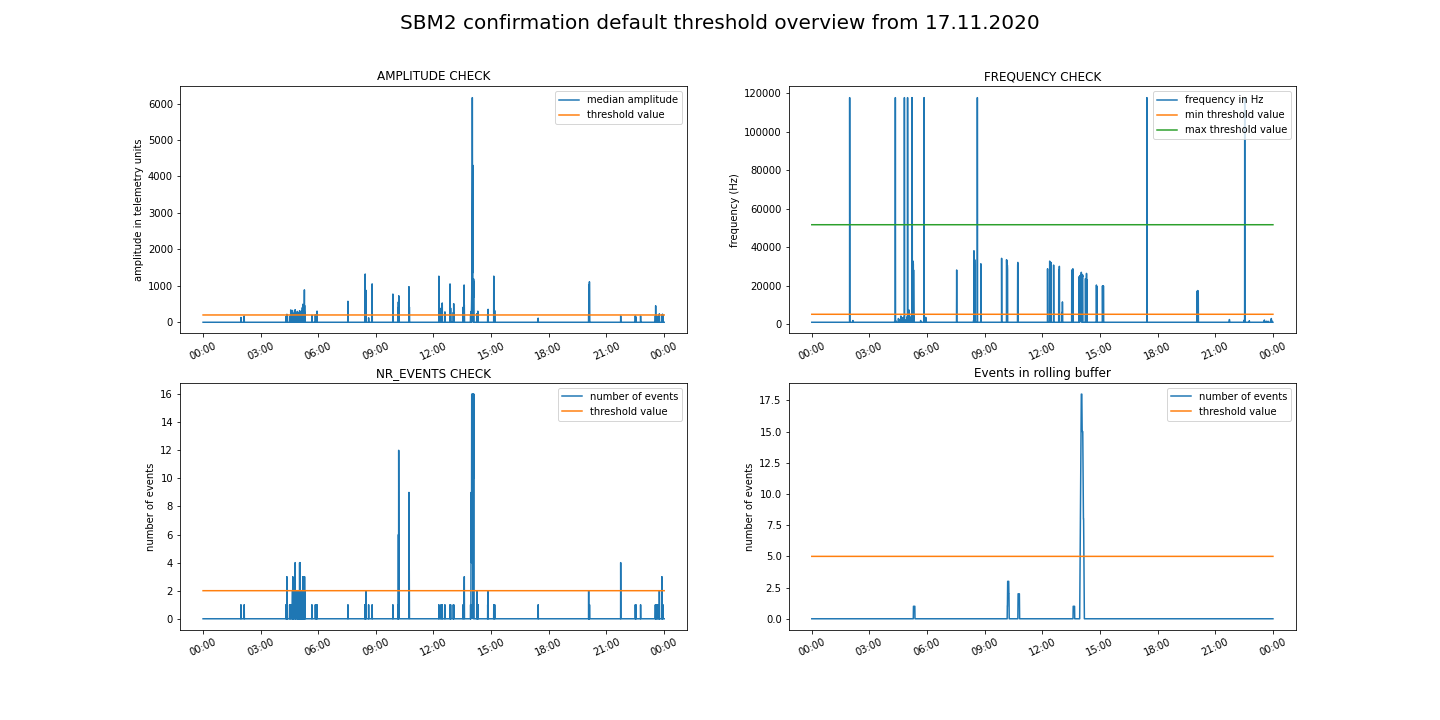 SBM2 confirmation default threshold overview from 17.11.2020
AMPLITUDE CHECK
amplitude in telemetry units
6000
5000
4000
3000
2000
1000
0
median amplitude
threshold value
00:00 03:00 06:00 09:00 12:00 15:00 18:00 21:00 00:00
FREQUENCY CHECK
frequency (Hz)
120000
100000
80000
60000
40000
20000
0
frequency in Hz
min threshold value
max threshold value
00:00 03:00 06:00 09:00 12:00 15:00 18:00 21:00 00:00
NR_EVENTS CHECK
number of events
16
14
12
10
8
6
4
2
0
number of events
threshold value
00:00 03:00 06:00 09:00 12:00 15:00 18:00 21:00 00:00
Events in rolling buffer
number of events
17.5
15.0
12.5
10.0
7.5
5.0
2.5
0.0
number of events
threshold value
00:00 03:00 06:00 09:00 12:00 15:00 18:00 21:00 00:00